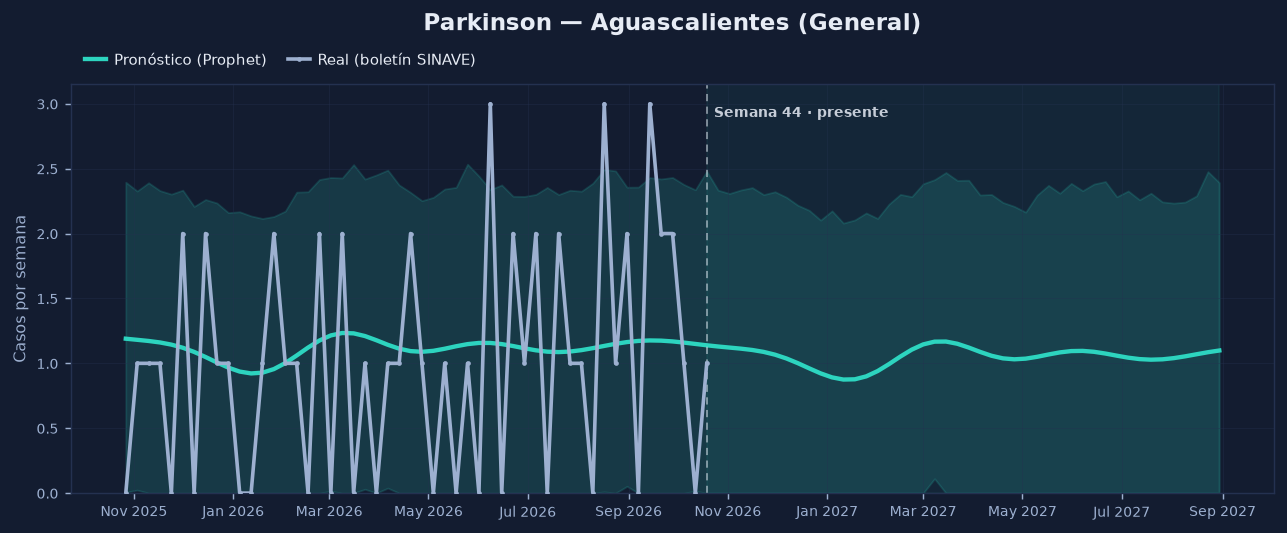 Parkinson — Aguascalientes (General)
Pronóstico (Prophet)
Real (boletín SINAVE)
Semana 44 · presente
Casos por semana
3.0
2.5
2.0
1.5
1.0
0.5
0.0
Nov 2025
Jan 2026
Mar 2026
May 2026
Jul 2026
Sep 2026
Nov 2026
Jan 2027
Mar 2027
May 2027
Jul 2027
Sep 2027